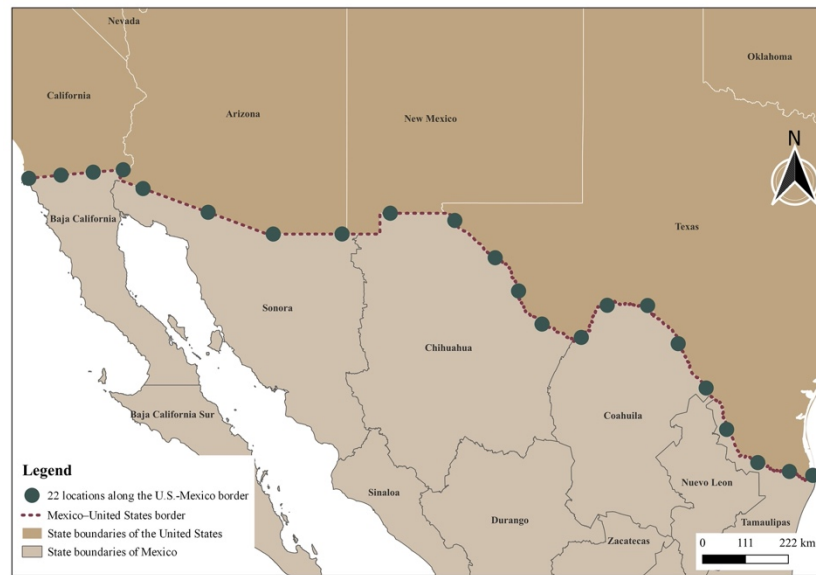 Nevada
Oklahoma
California
Arizona
New Mexico
N
Baja California
Texas
Sonora
Chihuahua
Baja California Sur
Coahuila
Legend
22 locations along the U.S.-Mexico border
Mexico–United States border
State boundaries of the United States
State boundaries of Mexico
Sinaloa
Durango
Nuevo Leon
Zacatecas
Tamaulipas
0 111 222 km